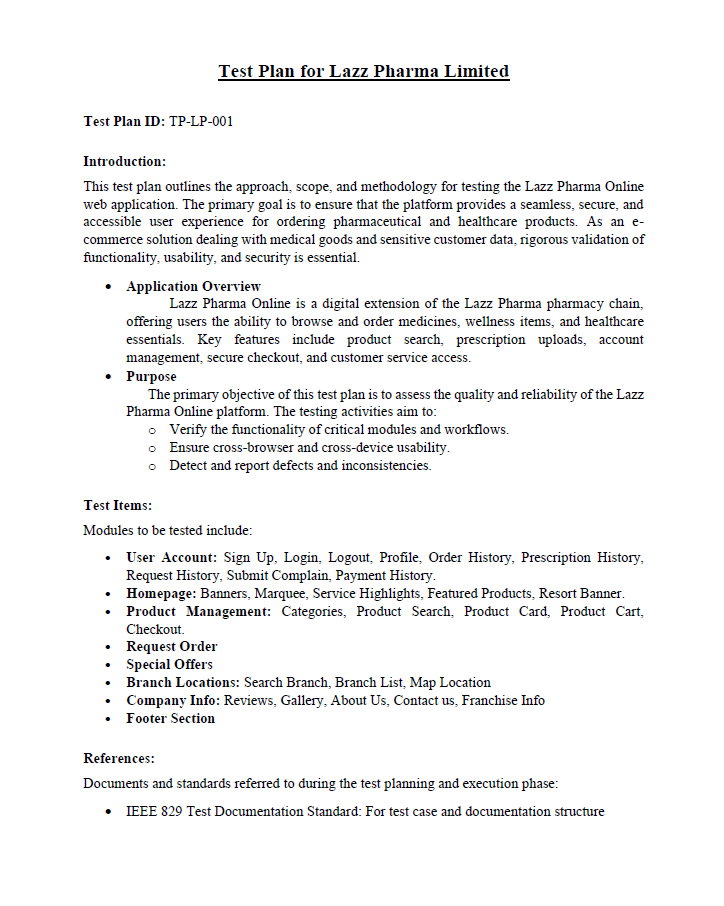 Test Plan for Lazz Pharma Limited
Test Plan ID: TP-LP-001
Introduction:
This test plan outlines the approach, scope, and methodology for testing the Lazz Pharma Online
web application. The primary goal is to ensure that the platform provides a seamless, secure, and
accessible user experience for ordering pharmaceutical and healthcare products. As an e-
commerce solution dealing with medical goods and sensitive customer data, rigorous validation of
functionality, usability, and security is essential.
• Application Overview
Lazz Pharma Online is a digital extension of the Lazz Pharma pharmacy chain,
offering users the ability to browse and order medicines, wellness items, and healthcare
essentials. Key features include product search, prescription uploads, account
management, secure checkout, and customer service access.
• Purpose
The primary objective of this test plan is to assess the quality and reliability of the Lazz
Pharma Online platform. The testing activities aim to:
o Verify the functionality of critical modules and workflows.
o Ensure cross-browser and cross-device usability.
o Detect and report defects and inconsistencies.
Test Items:
Modules to be tested include:
• User Account: Sign Up, Login, Logout, Profile, Order History, Prescription History,
Request History, Submit Complain, Payment History.
• Homepage: Banners, Marquee, Service Highlights, Featured Products, Resort Banner.
• Product Management: Categories, Product Search, Product Card, Product Cart,
Checkout.
• Request Order
• Special Offers
• Branch Locations: Search Branch, Branch List, Map Location
• Company Info: Reviews, Gallery, About Us, Contact us, Franchise Info
• Footer Section
References:
Documents and standards referred to during the test planning and execution phase:
• IEEE 829 Test Documentation Standard: For test case and documentation structure